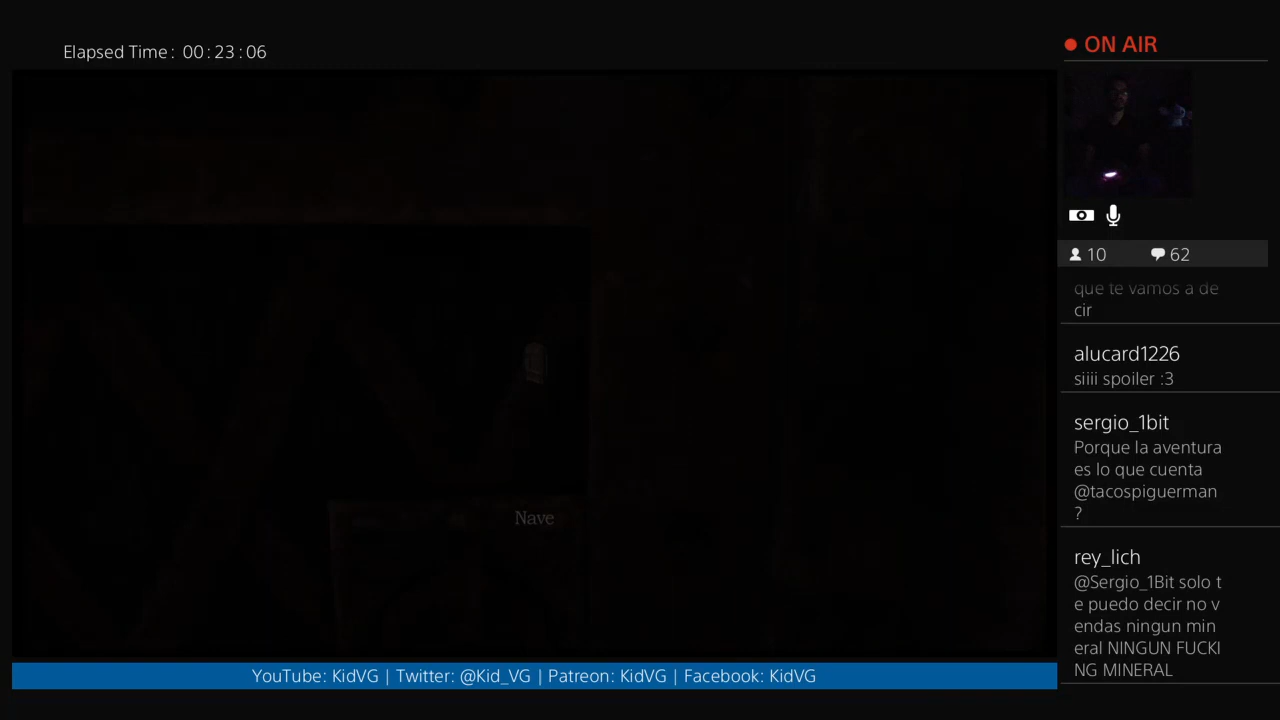 Elapsed Time: 00:23:06
ON AIR
10 62
que te vamos a de
cir
alucard1226
siiii spoiler :3
sergio_1bit
Porque la aventura
es lo que cuenta
@tacospiguerman
?
rey_lich
@Sergio_1Bit solo t
e puedo decir no v
endas ningun min
eral NINGUN FUCKI
NG MINERAL
Nave
YouTube: KidVG | Twitter: @Kid_VG | Patreon: KidVG | Facebook: KidVG